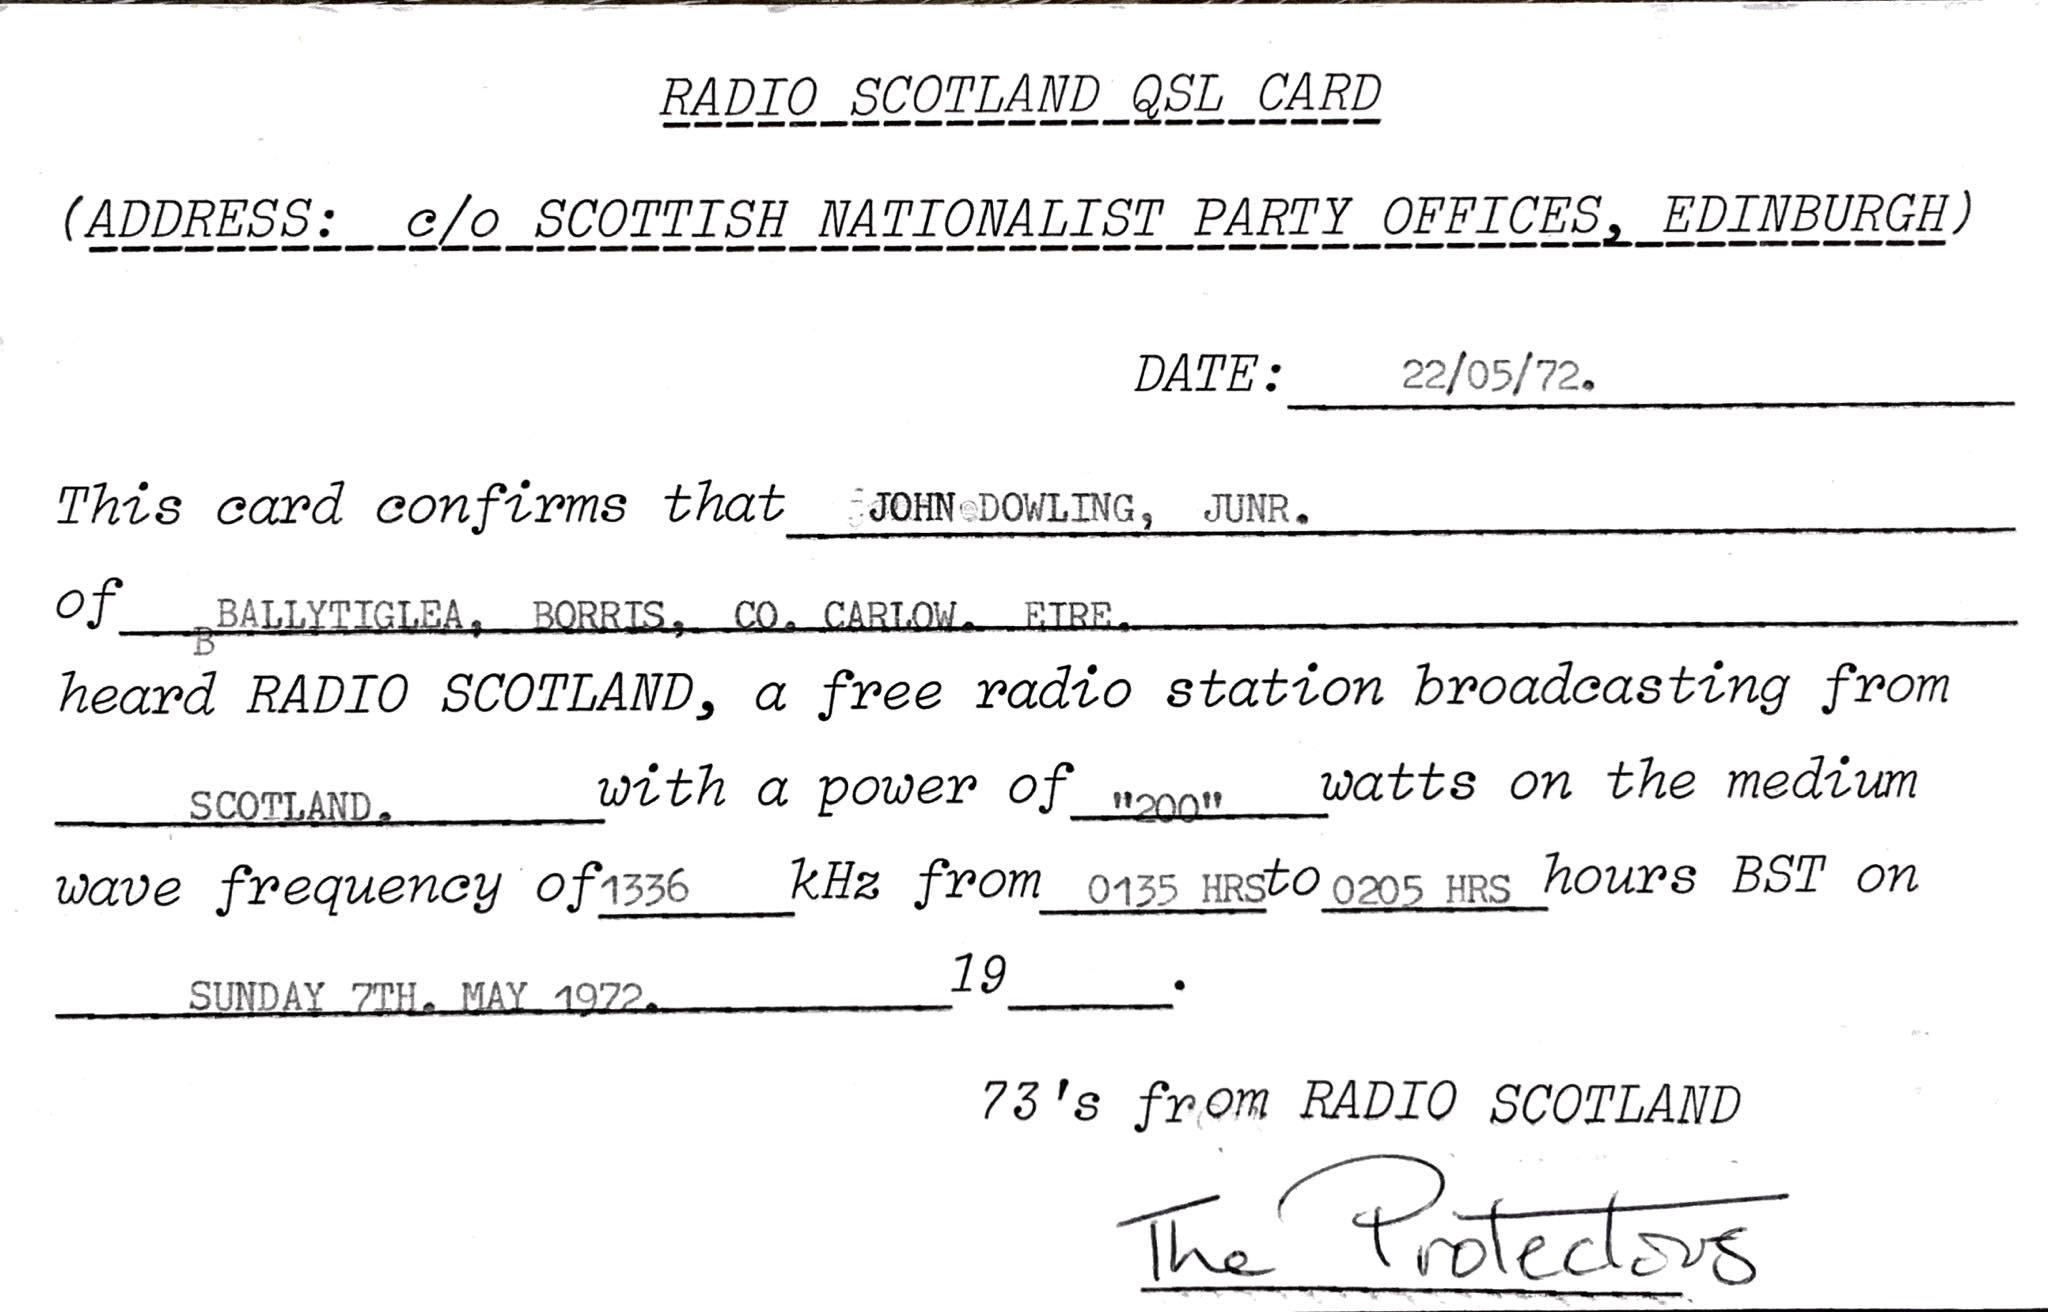 RADIO SCOTLAND QSL CARD
(ADDRESS: c/o SCOTTISH NATIONALIST PARTY OFFICES, EDINBURGH)
DATE: 22/05/72.
This card confirms that JOHN DOWLING, JUNR.
of BALLYTIGLEA, BORRIS, CO. CARLOW. EIRE.
heard RADIO SCOTLAND, a free radio station broadcasting from
SCOTLAND. with a power of "200" watts on the medium
wave frequency of 1336 kHz from 0135 HRS to 0205 HRS hours BST on
SUNDAY 7TH. MAY 1972. 19 .
73's from RADIO SCOTLAND
The Protectors